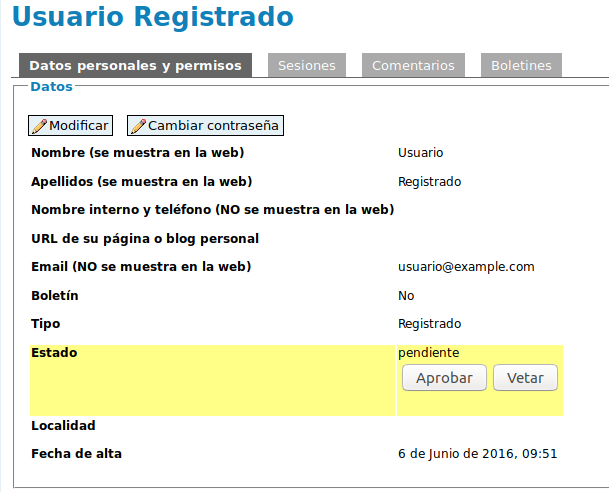 Usuario Registrado
Datos personales y permisos Sesiones Comentarios Boletines
Datos
Modificar Cambiar contraseña
Nombre (se muestra en la web) Usuario
Apellidos (se muestra en la web) Registrado
Nombre interno y teléfono (NO se muestra en la web)
URL de su página o blog personal
Email (NO se muestra en la web) usuario@example.com
Boletín No
Tipo Registrado
Estado pendiente
Aprobar Vetar
Localidad
Fecha de alta 6 de Junio de 2016, 09:51